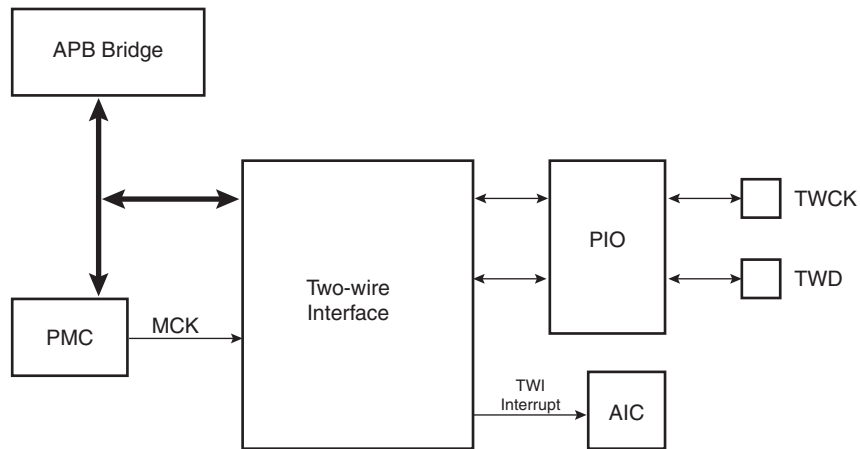 APB Bridge
TWCK
PIO
TWD
Two-wire
Interface
PMC
MCK
TWI
Interrupt
AIC